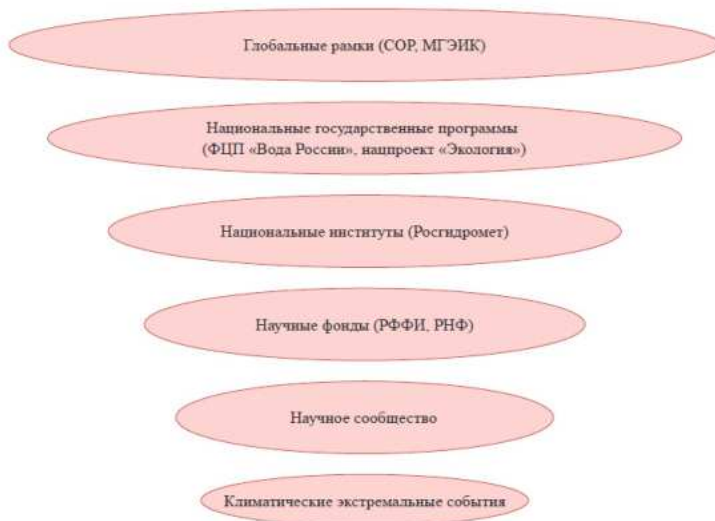 Глобальные рамки (СОР, МГЭИК)
Национальные государственные программы
(ФЦП «Вода России», нацпроект «Экология»)
Национальные институты (Росгидромет)
Научные фонды (РФФИ, РНФ)
Научное сообщество
Климатические экстремальные события